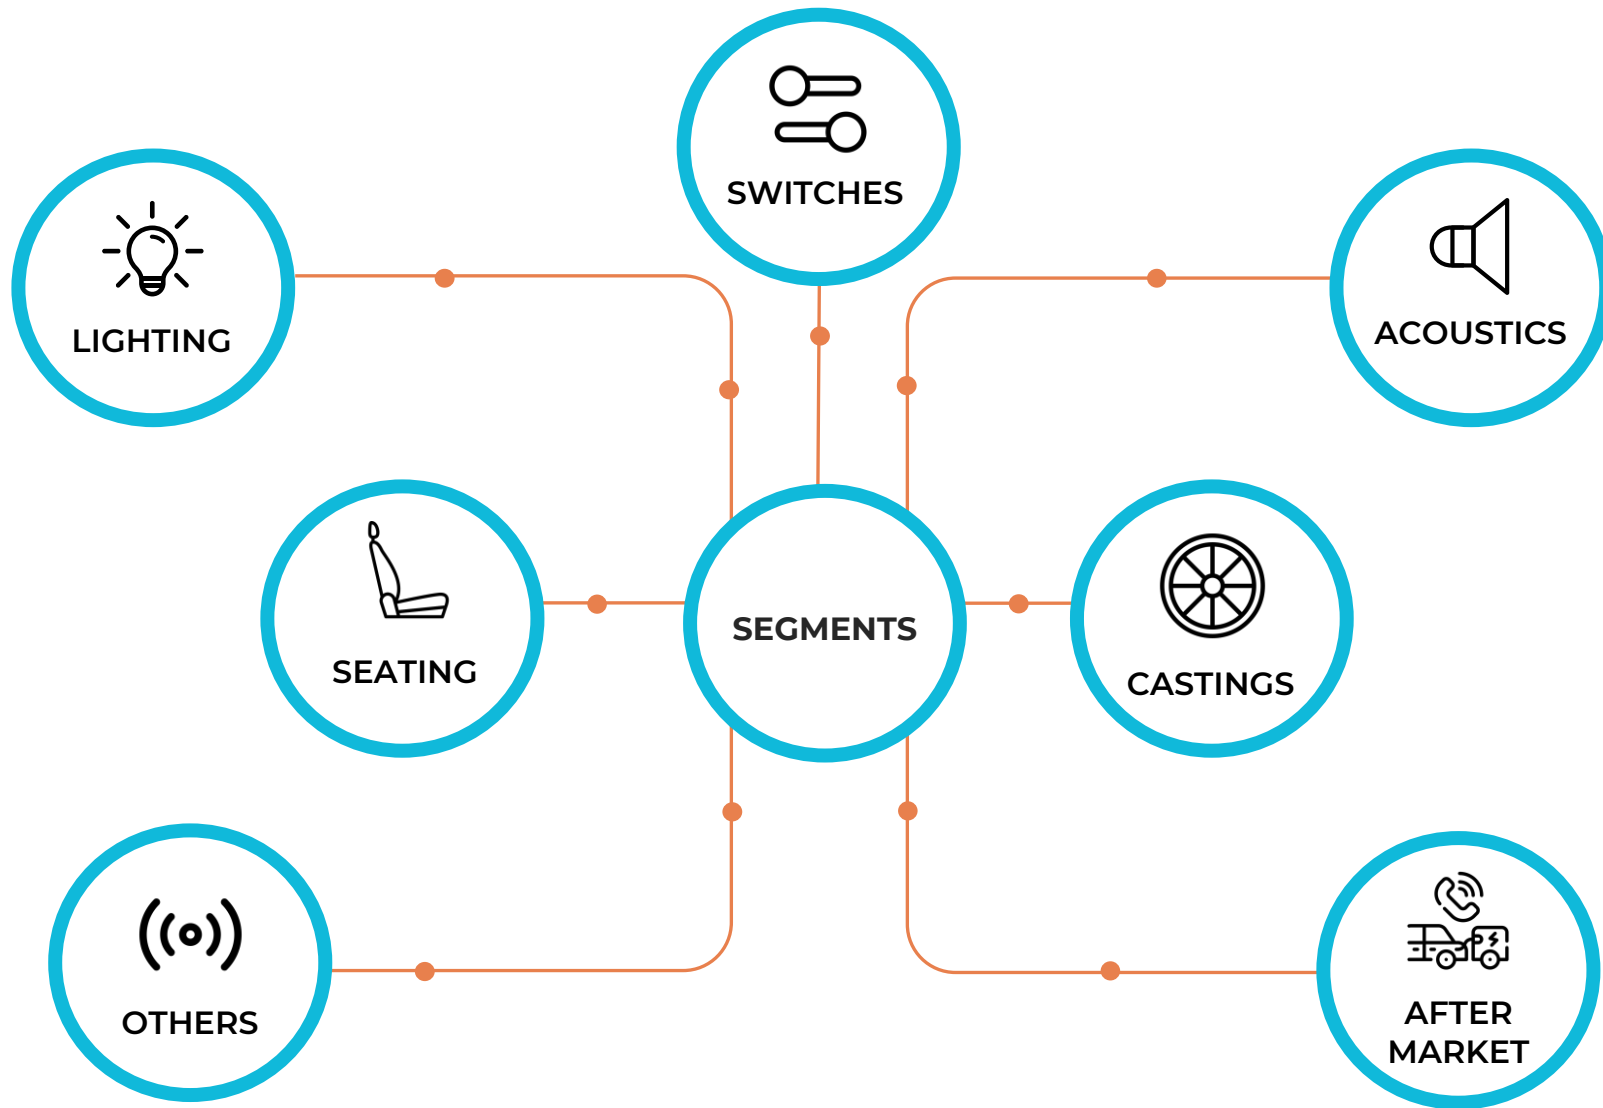 SWITCHES
LIGHTING
ACOUSTICS
SEATING
SEGMENTS
CASTINGS
OTHERS
AFTER
MARKET